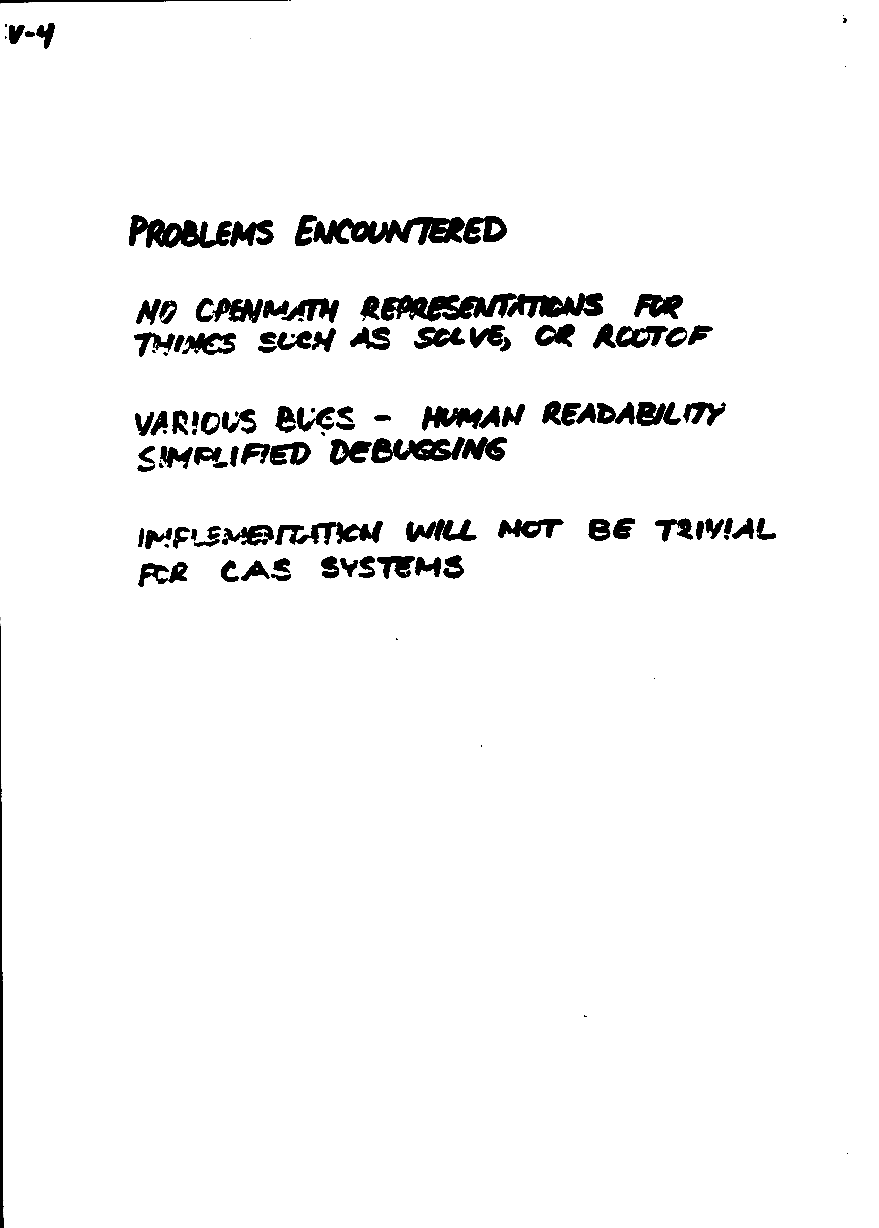 V-4
PROBLEMS ENCOUNTERED
NO OPENMATH REPRESENTATIONS FOR
THINGS SUCH AS SOLVE, OR ROOTOF
VARIOUS BUGS - HUMAN READABILITY
SIMPLIFIED DEBUGGING
IMPLEMENTATION WILL NOT BE TRIVIAL
FOR CAS SYSTEMS